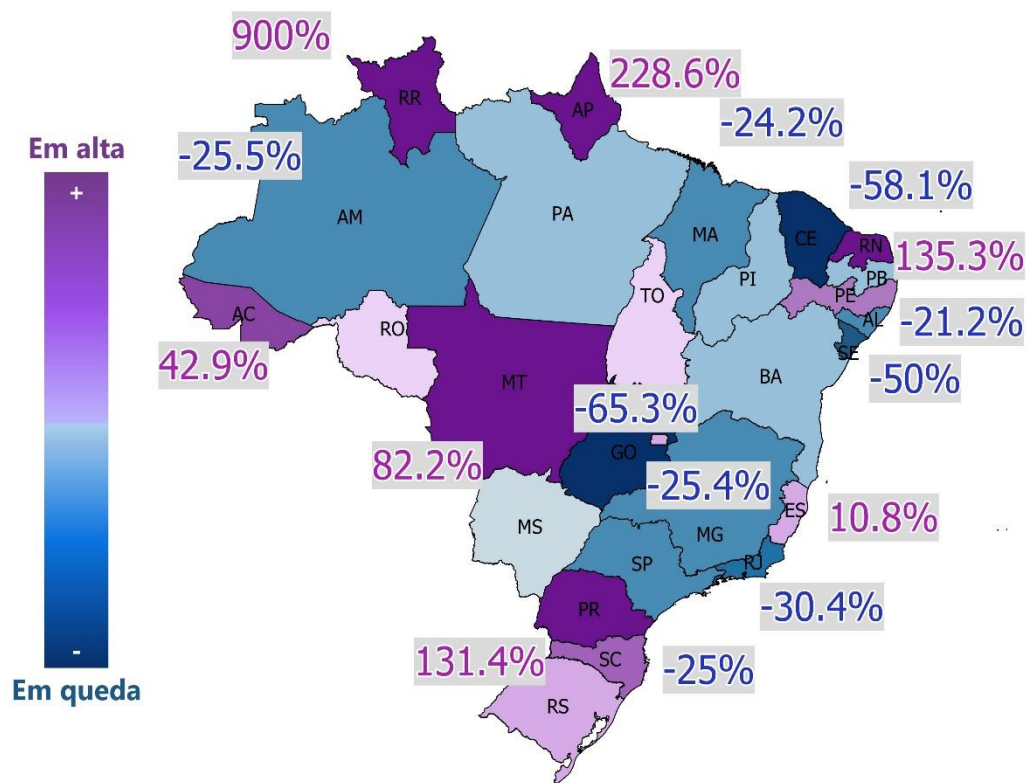 900%
RR
AP
228.6%
-24.2%
Em alta
+
-25.5%
-58.1%
AM
PA
MA
CE
RN
135.3%
PI
PB
TO
PE
AC
RO
AL
-21.2%
SE
42.9%
MT
BA
-50%
-65.3%
82.2%
GO
-25.4%
ES
10.8%
MS
MG
SP
RJ
-30.4%
PR
131.4%
SC
-25%
-
Em queda
RS